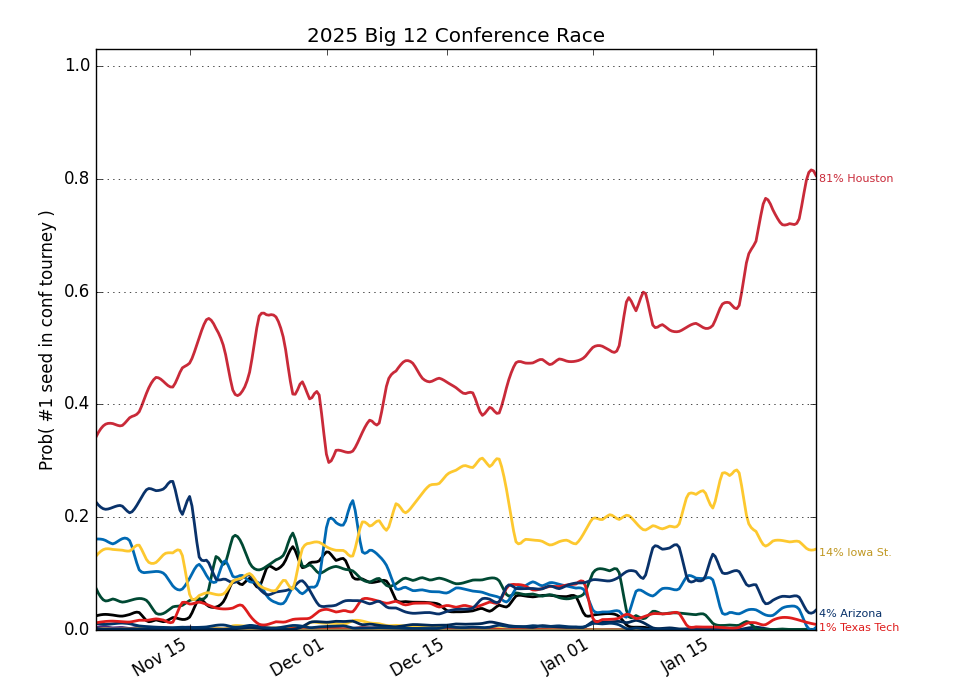 2025 Big 12 Conference Race
Prob( #1 seed in conf tourney )
1.0
0.8
0.6
0.4
0.2
0.0
81% Houston
14% Iowa St.
4% Arizona
1% Texas Tech
Nov 15
Dec 01
Dec 15
Jan 01
Jan 15